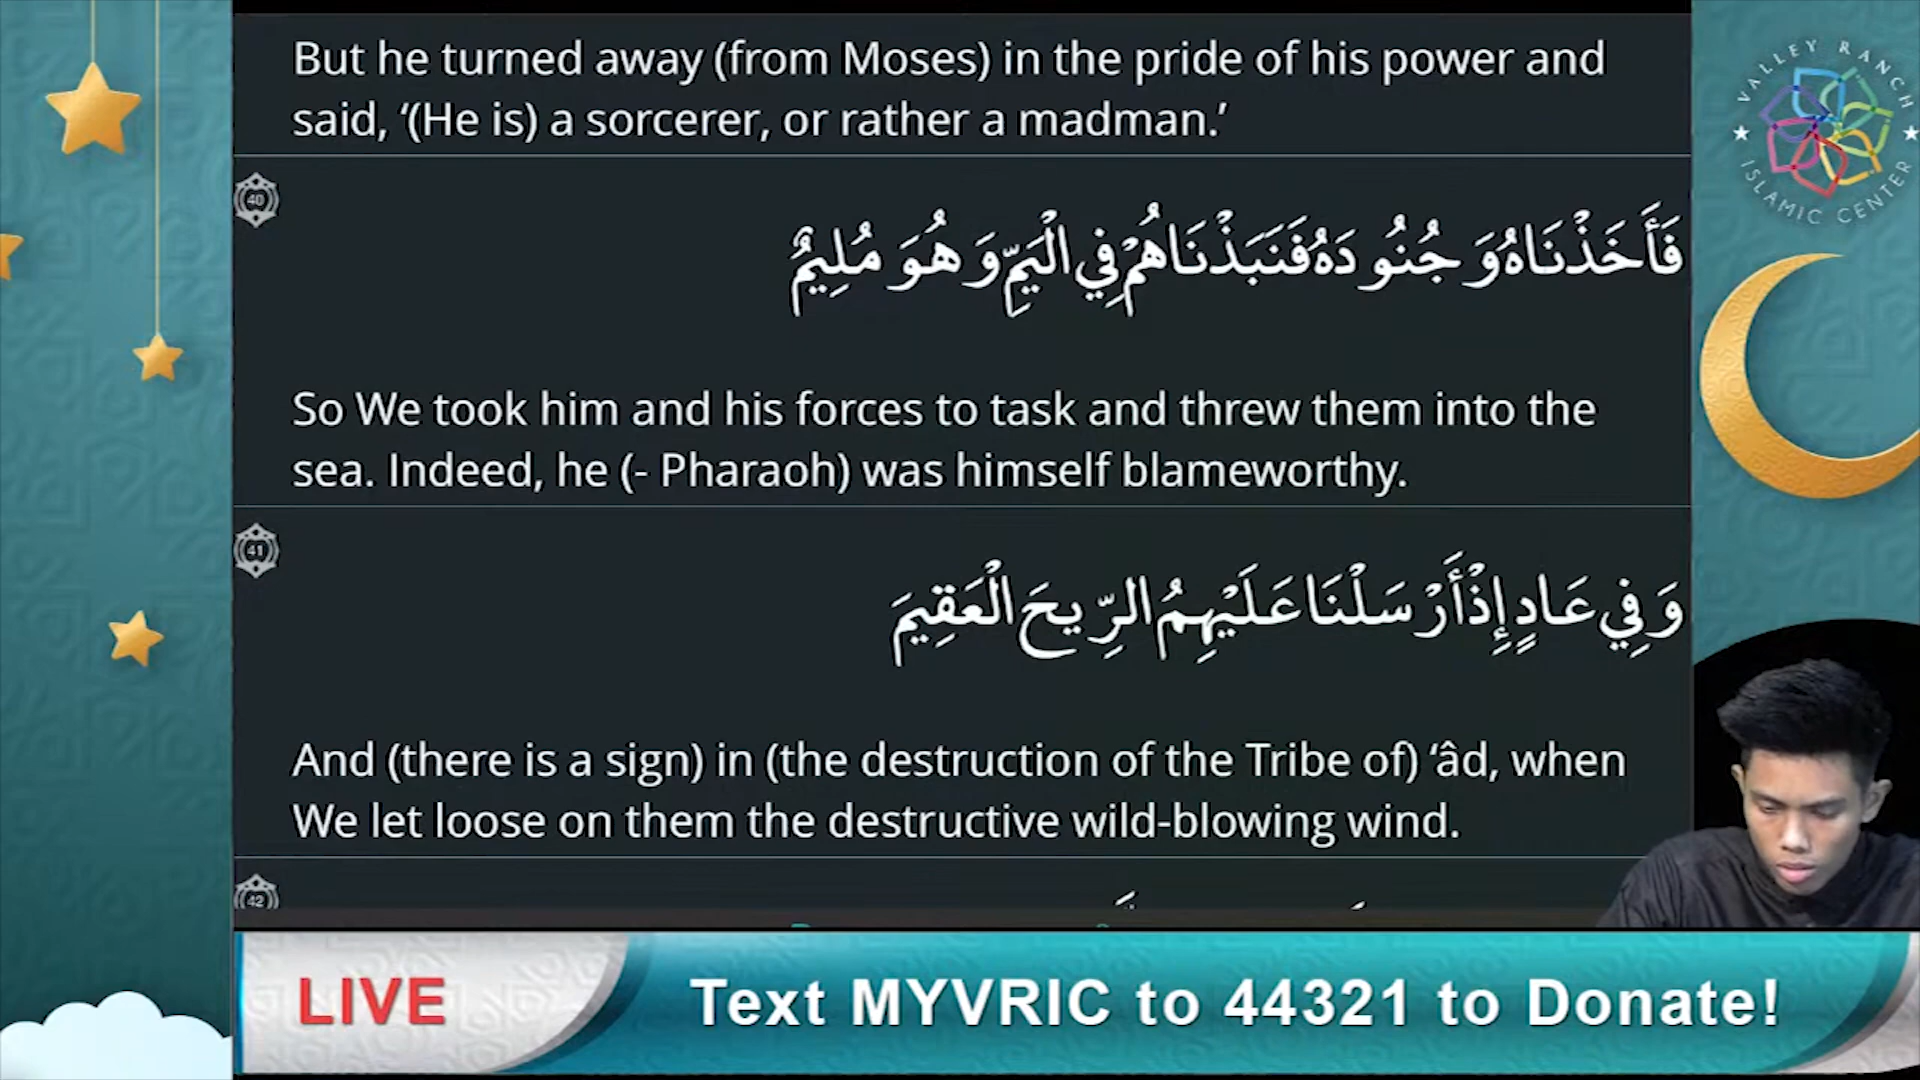 But he turned away (from Moses) in the pride of his power and
said, ‘(He is) a sorcerer, or rather a madman.’
40
فَأَخَذْنَاهُ وَجُنُودَهُ فَنَبَذْنَاهُمْ فِي الْيَمِّ وَهُوَ مُلِيمٌ
So We took him and his forces to task and threw them into the
sea. Indeed, he (- Pharaoh) was himself blameworthy.
41
وَفِي عَادٍ إِذْ أَرْسَلْنَا عَلَيْهِمُ الرِّيحَ الْعَقِيمَ
And (there is a sign) in (the destruction of the Tribe of) ‘âd, when
We let loose on them the destructive wild-blowing wind.
42
VALLEY RANCH
ISLAMIC CENTER
LIVE
Text MYVRIC to 44321 to Donate!